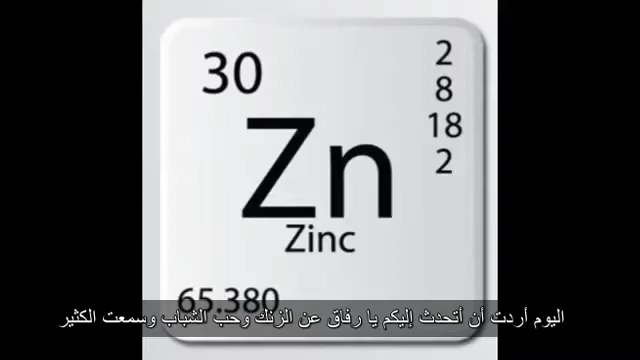 30
2
8
18
2
Zn
Zinc
65.380
اليوم أردت أن أتحدث إليكم يا رفاق عن الزنك وحب الشباب وسمعت الكثير